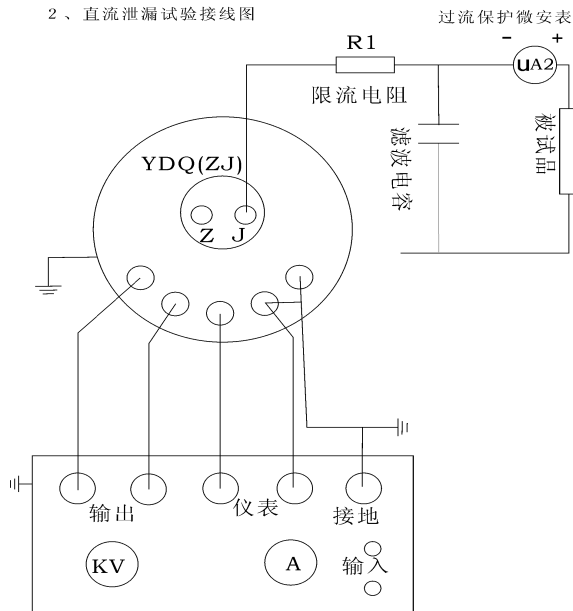 2、直流泄漏试验接线图
过流保护微安表
- +
R1
uA2
限流电阻
滤波电容
被试品
YDQ(ZJ)
Z J
输出
仪表
接地
KV
A
输入